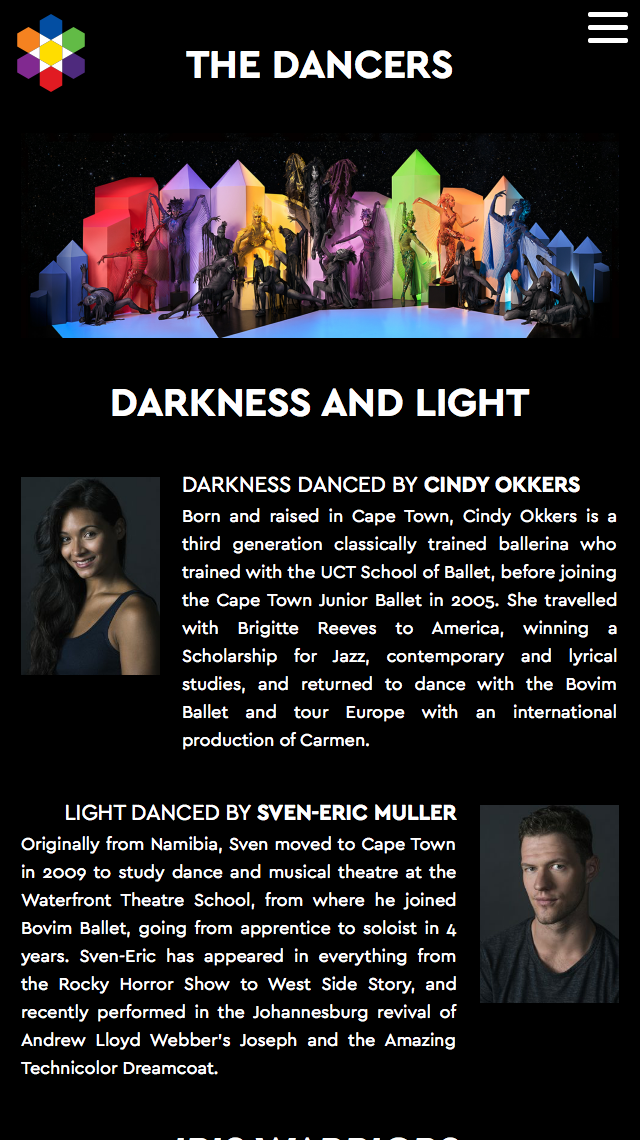 THE DANCERS
DARKNESS AND LIGHT
DARKNESS DANCED BY CINDY OKKERS
Born and raised in Cape Town, Cindy Okkers is a
third generation classically trained ballerina who
trained with the UCT School of Ballet, before joining
the Cape Town Junior Ballet in 2005. She travelled
with Brigitte Reeves to America, winning a
Scholarship for Jazz, contemporary and lyrical
studies, and returned to dance with the Bovim
Ballet and tour Europe with an international
production of Carmen.
LIGHT DANCED BY SVEN-ERIC MULLER
Originally from Namibia, Sven moved to Cape Town
in 2009 to study dance and musical theatre at the
Waterfront Theatre School, from where he joined
Bovim Ballet, going from apprentice to soloist in 4
years. Sven-Eric has appeared in everything from
the Rocky Horror Show to West Side Story, and
recently performed in the Johannesburg revival of
Andrew Lloyd Webber's Joseph and the Amazing
Technicolor Dreamcoat.